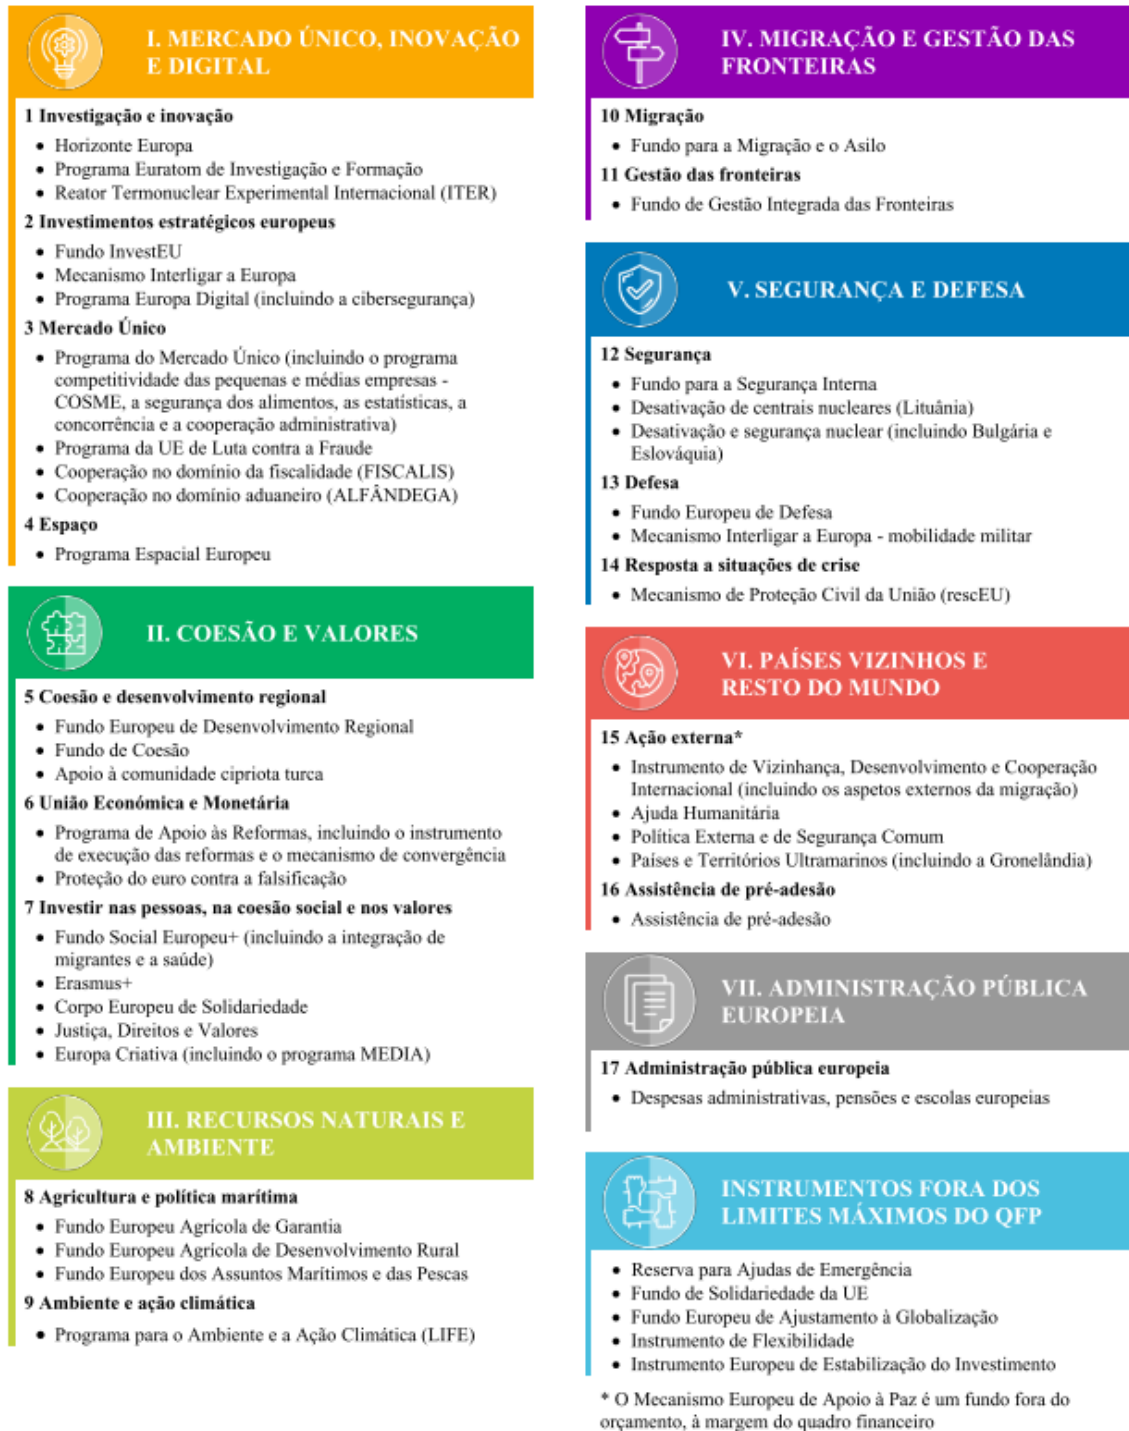 I. MERCADO ÚNICO, INOVAÇÃO
E DIGITAL
1 Investigação e inovação
• Horizonte Europa
• Programa Euratom de Investigação e Formação
• Reator Termonuclear Experimental Internacional (ITER)
2 Investimentos estratégicos europeus
• Fundo InvestEU
• Mecanismo Interligar a Europa
• Programa Europa Digital (incluindo a cibersegurança)
3 Mercado Único
• Programa do Mercado Único (incluindo o programa
competitividade das pequenas e médias empresas -
COSME, a segurança dos alimentos, as estatísticas, a
concorrência e a cooperação administrativa)
• Programa da UE de Luta contra a Fraude
• Cooperação no domínio da fiscalidade (FISCALIS)
• Cooperação no domínio aduaneiro (ALFÂNDEGA)
4 Espaço
• Programa Espacial Europeu
II. COESÃO E VALORES
5 Coesão e desenvolvimento regional
• Fundo Europeu de Desenvolvimento Regional
• Fundo de Coesão
• Apoio à comunidade cipriota turca
6 União Económica e Monetária
• Programa de Apoio às Reformas, incluindo o instrumento
de execução das reformas e o mecanismo de convergência
• Proteção do euro contra a falsificação
7 Investir nas pessoas, na coesão social e nos valores
• Fundo Social Europeu+ (incluindo a integração de
migrantes e a saúde)
• Erasmus+
• Corpo Europeu de Solidariedade
• Justiça, Direitos e Valores
• Europa Criativa (incluindo o programa MEDIA)
III. RECURSOS NATURAIS E
AMBIENTE
8 Agricultura e política marítima
• Fundo Europeu Agrícola de Garantia
• Fundo Europeu Agrícola de Desenvolvimento Rural
• Fundo Europeu dos Assuntos Marítimos e das Pescas
9 Ambiente e ação climática
• Programa para o Ambiente e a Ação Climática (LIFE)
IV. MIGRAÇÃO E GESTÃO DAS
FRONTEIRAS
10 Migração
• Fundo para a Migração e o Asilo
11 Gestão das fronteiras
• Fundo de Gestão Integrada das Fronteiras
V. SEGURANÇA E DEFESA
12 Segurança
• Fundo para a Segurança Interna
• Desativação de centrais nucleares (Lituânia)
• Desativação e segurança nuclear (incluindo Bulgária e
Eslováquia)
13 Defesa
• Fundo Europeu de Defesa
• Mecanismo Interligar a Europa - mobilidade militar
14 Resposta a situações de crise
• Mecanismo de Proteção Civil da União (rescEU)
VI. PAÍSES VIZINHOS E
RESTO DO MUNDO
15 Ação externa*
• Instrumento de Vizinhança, Desenvolvimento e Cooperação
Internacional (incluindo os aspetos externos da migração)
• Ajuda Humanitária
• Política Externa e de Segurança Comum
• Países e Territórios Ultramarinos (incluindo a Gronelândia)
16 Assistência de pré-adesão
• Assistência de pré-adesão
VII. ADMINISTRAÇÃO PÚBLICA
EUROPEIA
17 Administração pública europeia
• Despesas administrativas, pensões e escolas europeias
INSTRUMENTOS FORA DOS
LIMITES MÁXIMOS DO QFP
• Reserva para Ajudas de Emergência
• Fundo de Solidariedade da UE
• Fundo Europeu de Ajustamento à Globalização
• Instrumento de Flexibilidade
• Instrumento Europeu de Estabilização do Investimento
* O Mecanismo Europeu de Apoio à Paz é um fundo fora do
orçamento, à margem do quadro financeiro